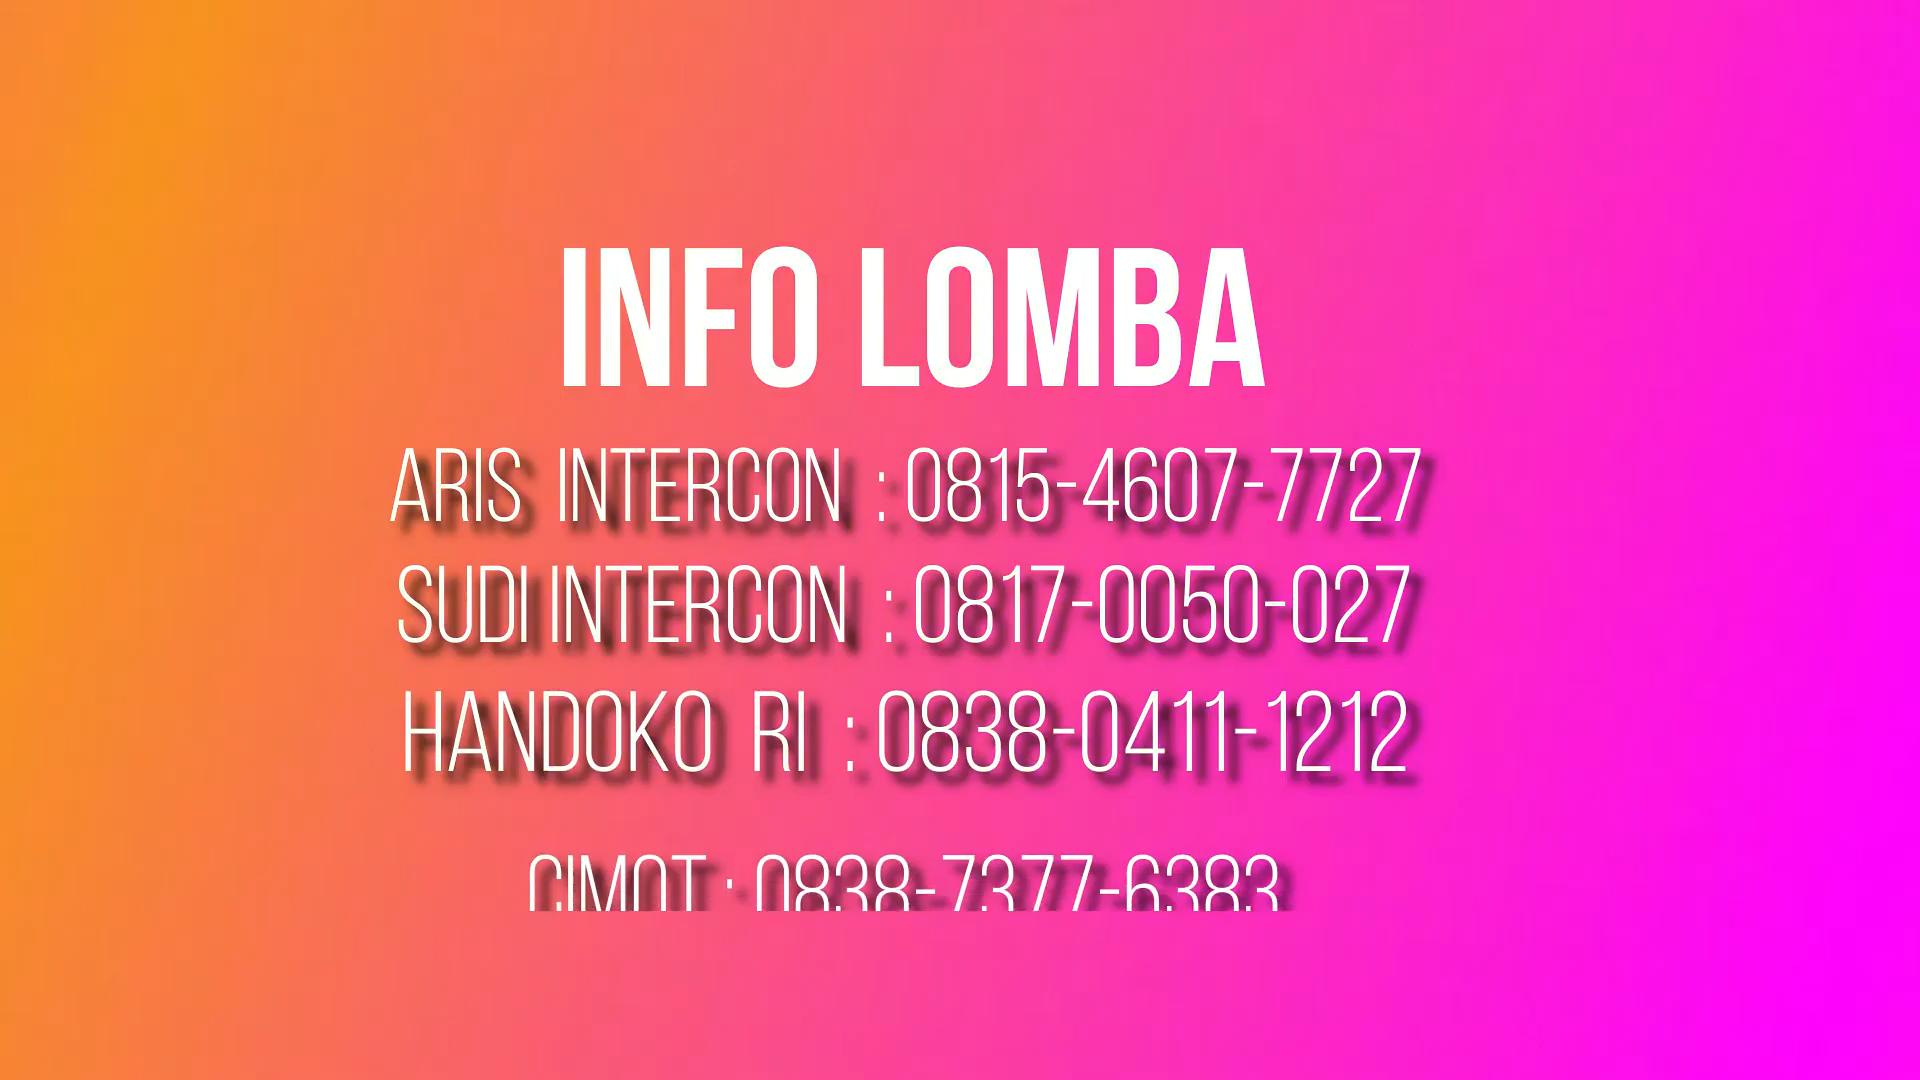 INFO LOMBA
ARIS INTERCON : 0815-4607-7727
SUDI INTERCON : 0817-0050-027
HANDOKO RI : 0838-0411-1212
CIMOT : 0838-7377-6383